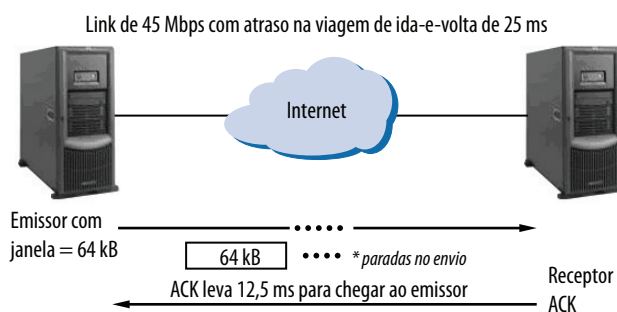 Link de 45 Mbps com atraso na viagem de ida-e-volta de 25 ms
Internet
Emissor com
janela = 64 kB
64 kB
* paradas no envio
ACK leva 12,5 ms para chegar ao emissor
Receptor
ACK